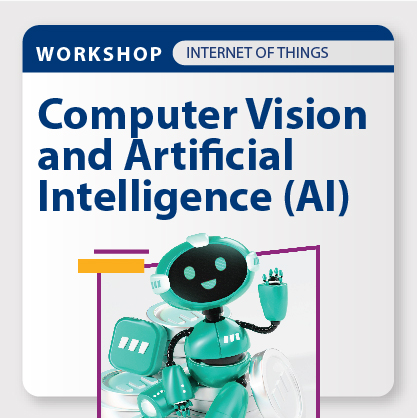 WORKSHOP INTERNET OF THINGS
Computer Vision
and Artificial
Intelligence (AI)